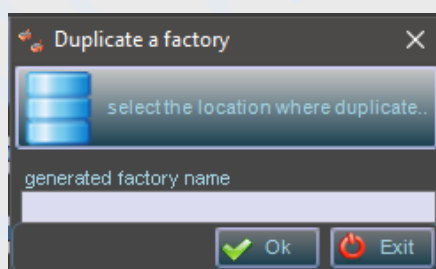 Duplicate a factory
select the location where duplicate..
generated factory name
Ok
Exit